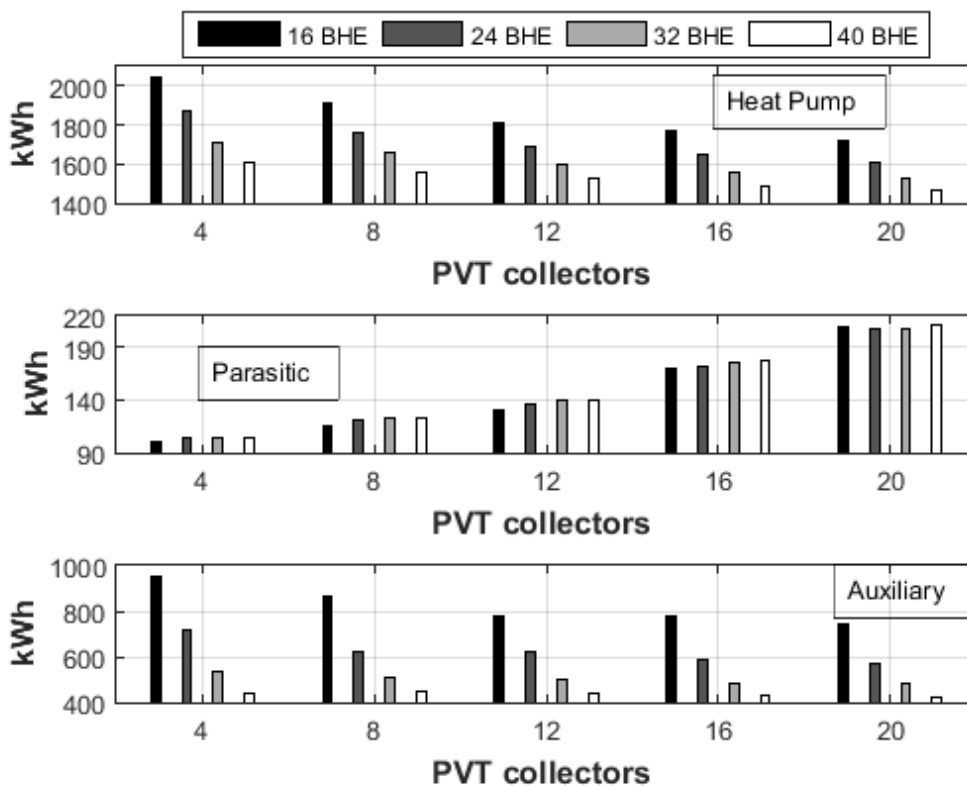 16 BHE 24 BHE 32 BHE 40 BHE
kWh
2000
1800
1600
1400
Heat Pump
4 8 12 16 20
PVT collectors
kWh
220
190
140
90
Parasitic
4 8 12 16 20
PVT collectors
kWh
1000
800
600
400
Auxiliary
4 8 12 16 20
PVT collectors